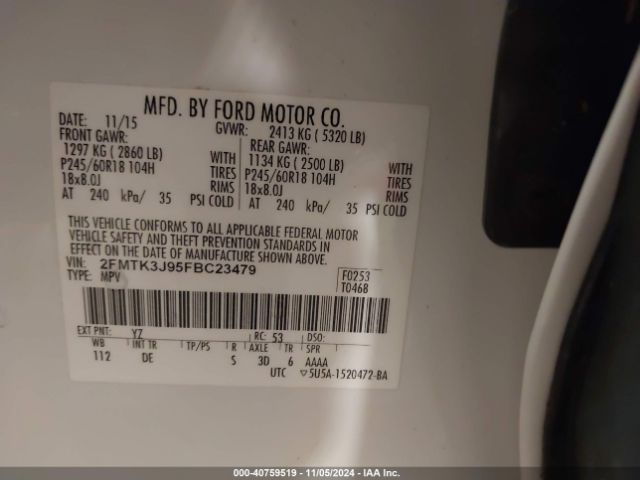 MFD. BY FORD MOTOR CO.
DATE: 11/15 GVWR: 2413 KG ( 5320 LB)
FRONT GAWR: REAR GAWR:
1297 KG ( 2860 LB) WITH 1134 KG ( 2500 LB) WITH
P245/60R18 104H TIRES P245/60R18 104H TIRES
18x8.0J RIMS 18x8.0J RIMS
AT 240 kPa/ 35 PSI COLD AT 240 kPa/ 35 PSI COLD
THIS VEHICLE CONFORMS TO ALL APPLICABLE FEDERAL MOTOR
VEHICLE SAFETY AND THEFT PREVENTION STANDARDS IN
EFFECT ON THE DATE OF MANUFACTURE SHOWN ABOVE.
VIN: 2FMTK3J95FBC23479 F0253
TYPE: MPV T0468
EXT PNT: YZ RC: 53 DSO:
WB INT TR TP/PS R AXLE TR SPR
112 DE S 3D 6 AAAA
UTC ▽5U5A-1520472-BA
000-40759519 - 11/05/2024 - IAA Inc.